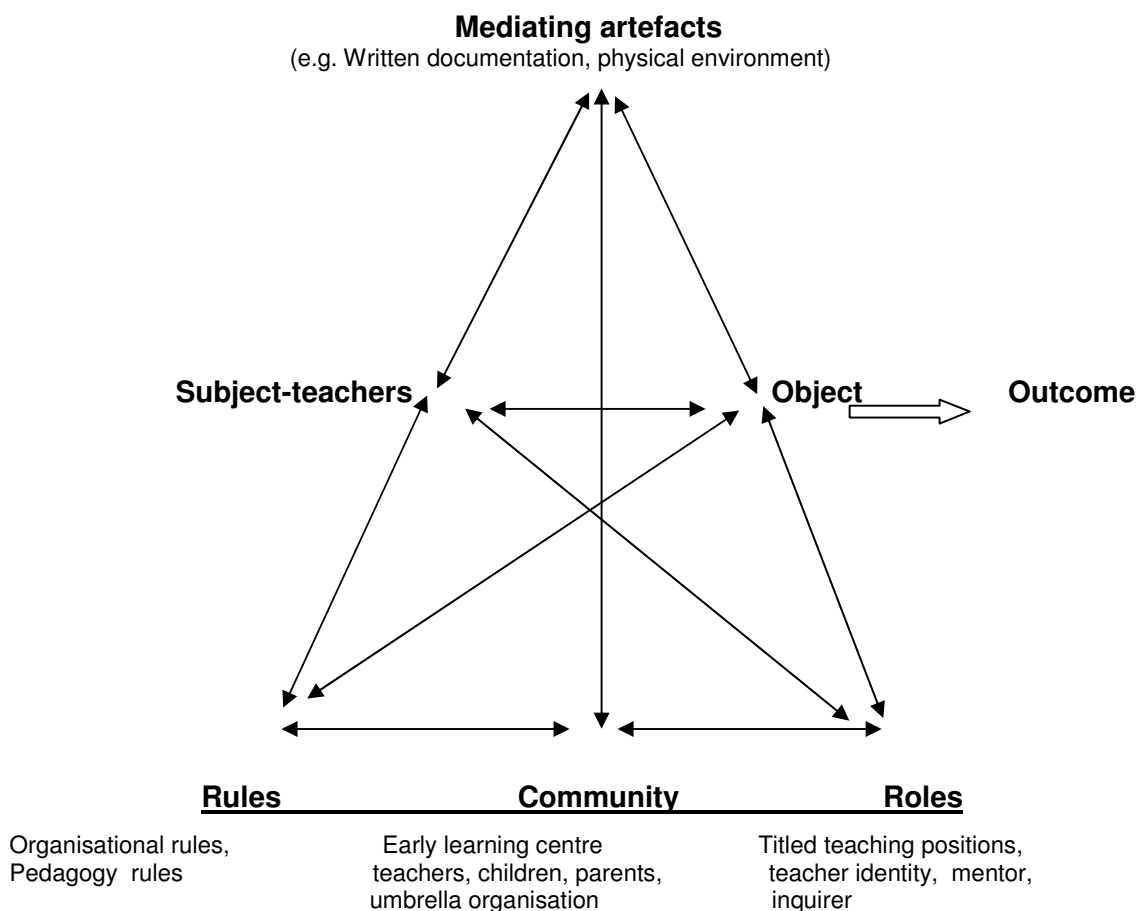 Mediating artefacts
(e.g. Written documentation, physical environment)
Subject-teachers Object Outcome
Rules Community Roles
Organisational rules, Early learning centre Titled teaching positions,
Pedagogy rules teachers, children, parents, teacher identity, mentor,
umbrella organisation inquirer